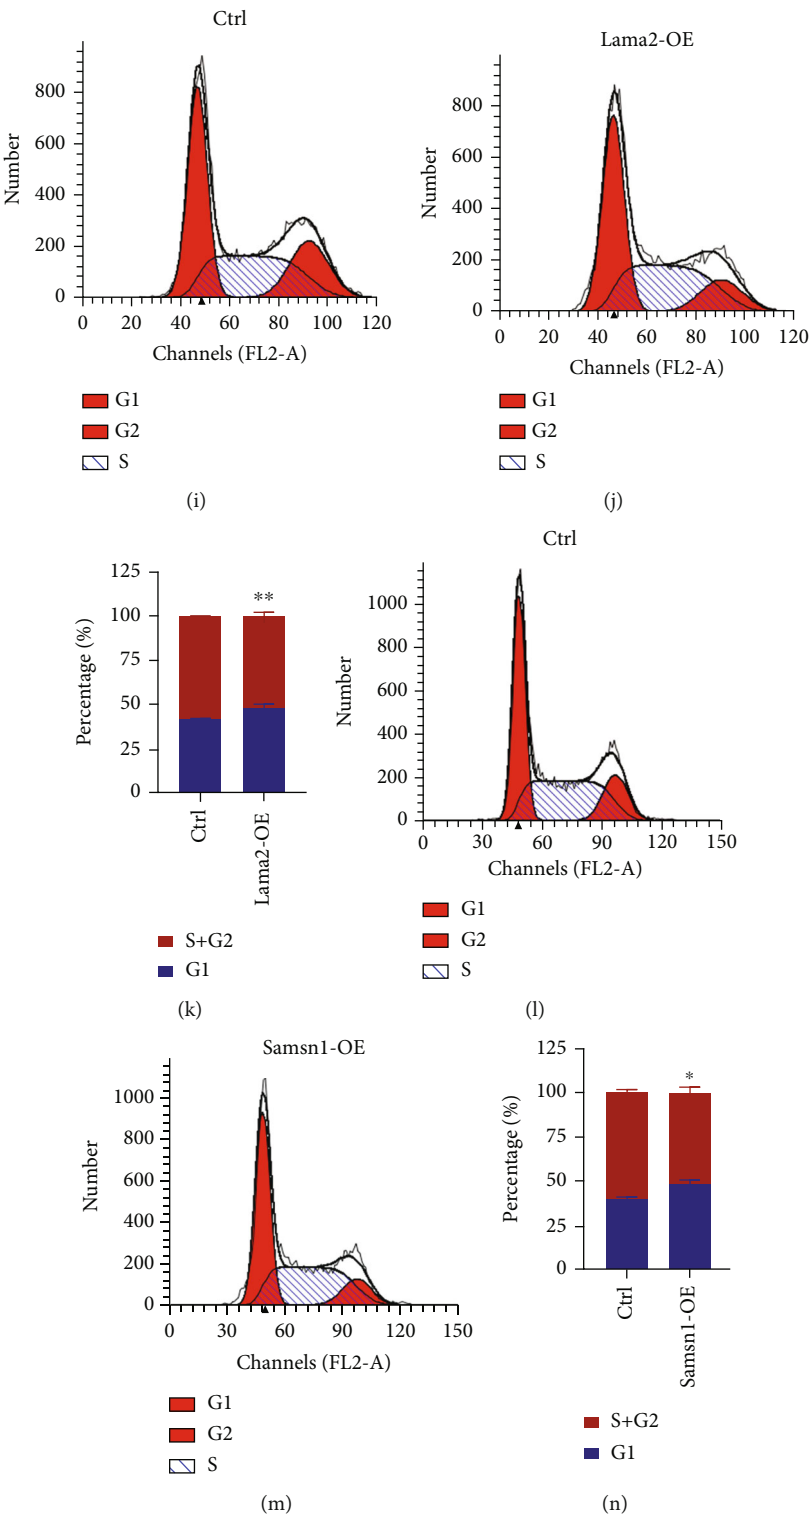 Ctrl
Number
800
600
400
200
0
0 20 40 60 80 100 120
Channels (FL2-A)
G1
G2
S
(i)
Lama2-OE
Number
800
600
400
200
0
0 20 40 60 80 100 120
Channels (FL2-A)
G1
G2
S
(j)
Percentage (%)
125
100
75
50
25
0
**
Ctrl
Lama2-OE
S+G2
G1
(k)
Ctrl
Number
1000
800
600
400
200
0
0 30 60 90 120 150
Channels (FL2-A)
G1
G2
S
(l)
Samsn1-OE
Number
1000
800
600
400
200
0
0 30 60 90 120 150
Channels (FL2-A)
G1
G2
S
(m)
Percentage (%)
125
100
75
50
25
0
*
Ctrl
Samsn1-OE
S+G2
G1
(n)